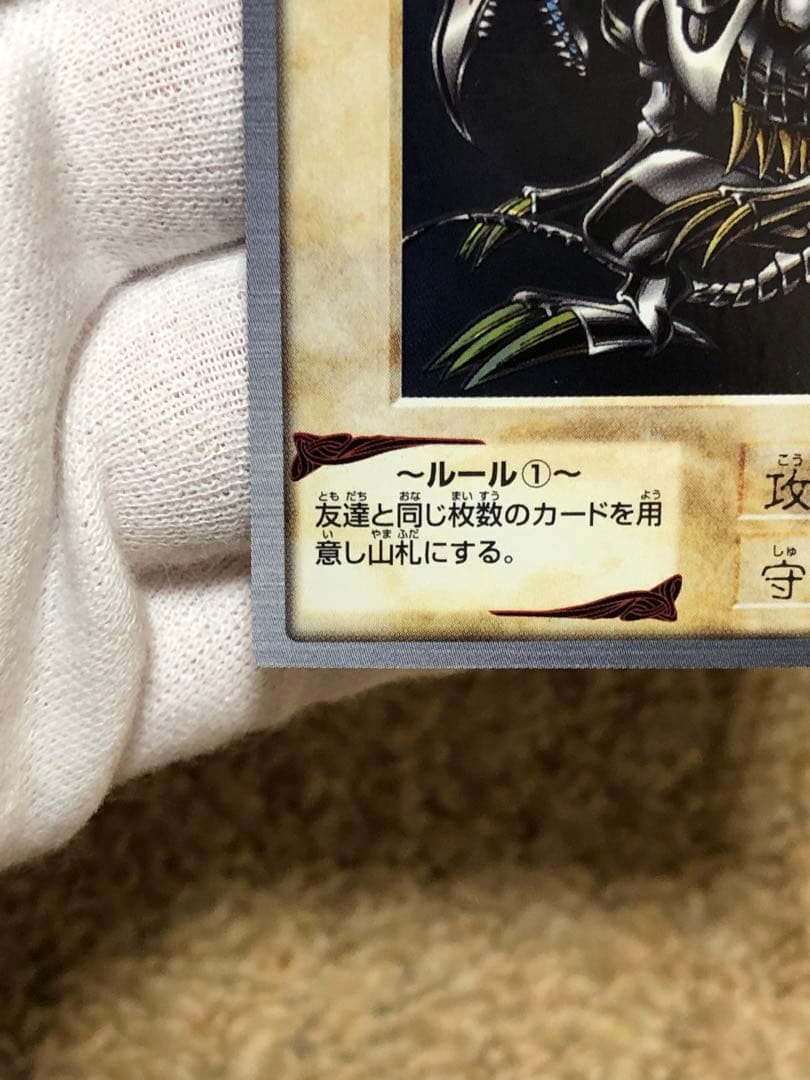 ～ルール①～
友達と同じ枚数のカードを用
意し山札にする。
攻
守